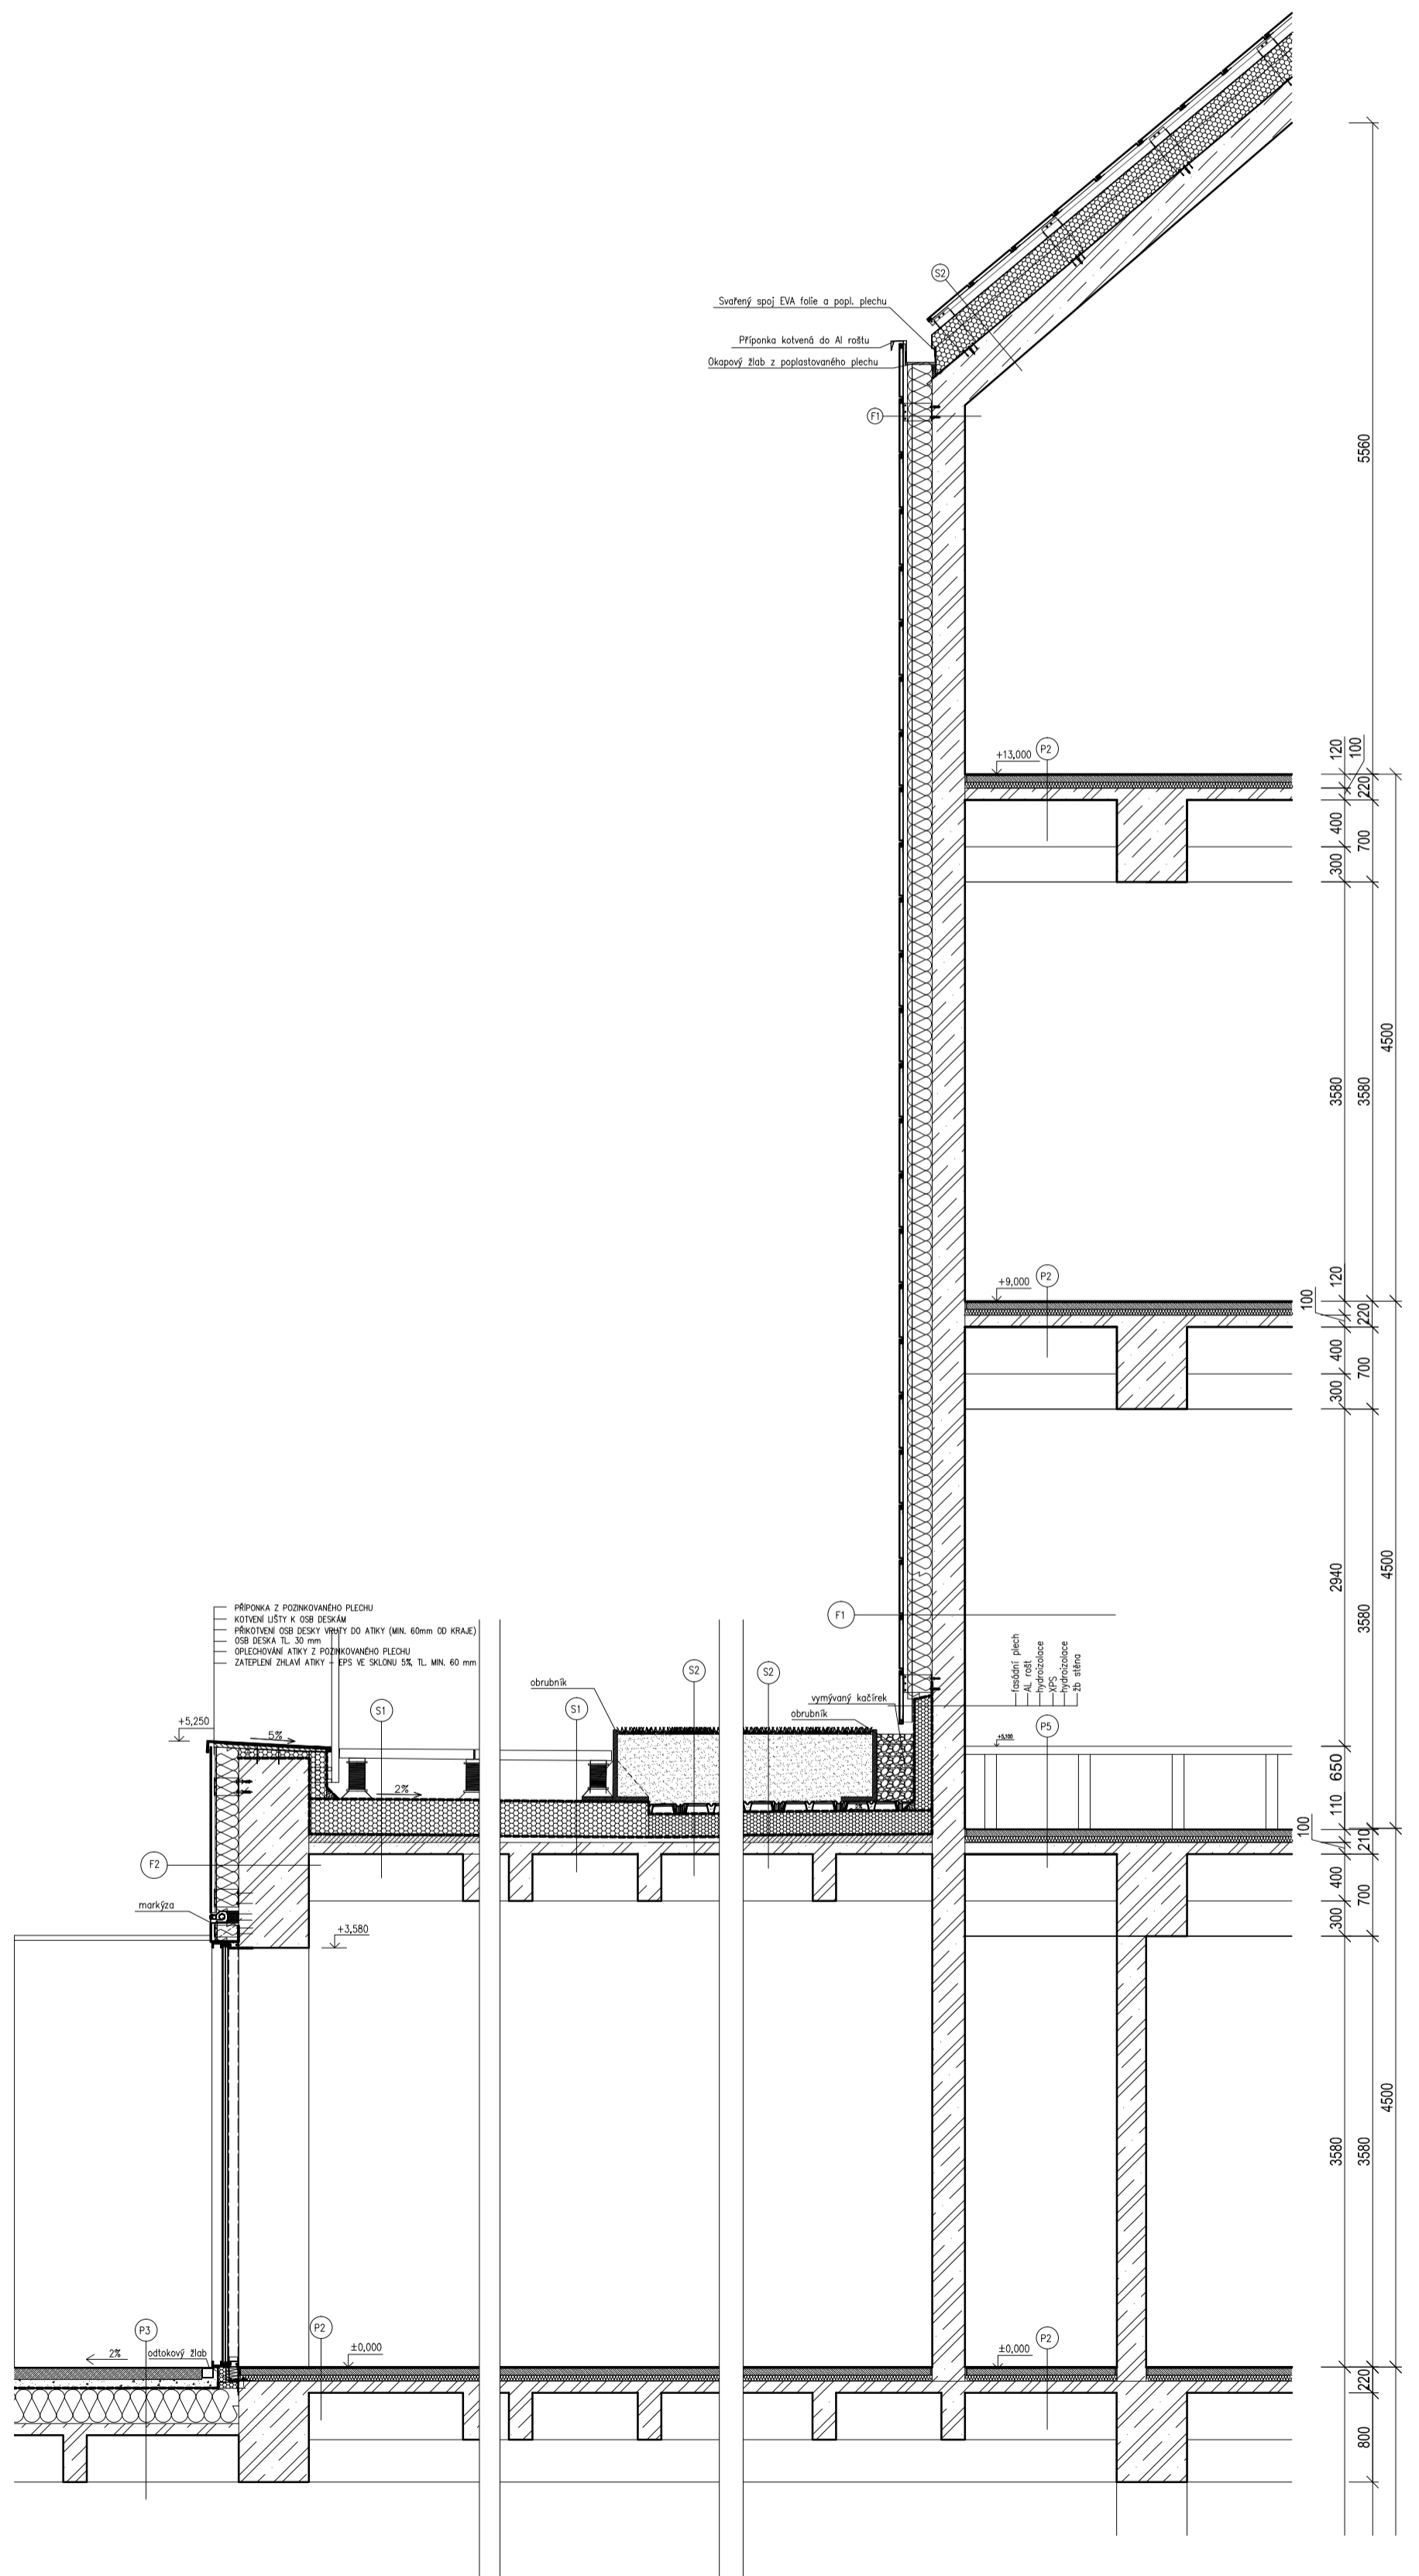 S2
Svařený spoj EVA folie a popl. plechu
Příponka kotvená do Al roštu
Okapový žlab z poplastovaného plechu
F1
5560
+13,000
P2
120
100
220
400
700
300
4500
3580
3580
+9,000
P2
120
100
220
400
700
300
4500
2940
3580
PŘÍPONKA Z POZINKOVANÉHO PLECHU
KOTVENÍ LIŠTY K OSB DESKÁM
PŘIKOTVENÍ OSB DESKY VRUTY DO ATIKY (MIN. 60mm OD KRAJE)
OSB DESKA TL. 30 mm
OPLECHOVÁNÍ ATIKY Z POZINKOVANÉHO PLECHU
ZATEPLENÍ ZHLAVÍ ATIKY - EPS VE SKLONU 5%, TL. MIN. 60 mm
F1
fasádní plech
AL rošt
hydroizolace
XPS
hydroizolace
žb stěna
obrubník
S2
S2
vymývaný kačírek
obrubník
S1
S1
+5,250
5%
2%
P5
+5,100
650
110
100
210
400
700
300
F2
markýza
+3,580
4500
3580
3580
P3
2%
odtokový žlab
P2
±0,000
±0,000
P2
220
800